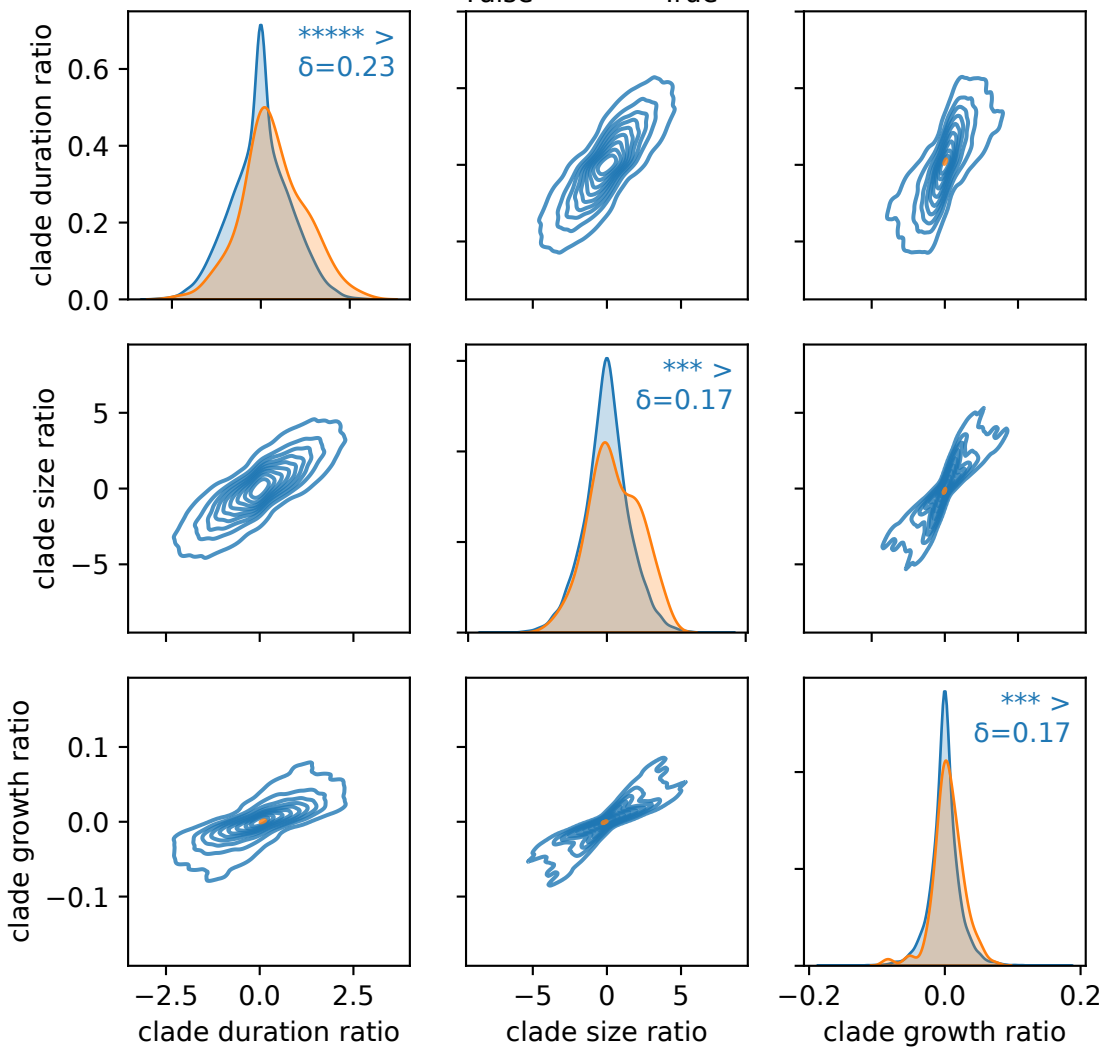 True
clade duration ratio
0.6
0.4
0.2
0.0
***** >
δ=0.23
clade size ratio
5
0
−5
*** >
δ=0.17
clade growth ratio
0.1
0.0
−0.1
*** >
δ=0.17
−2.5 0.0 2.5
−5 0 5
−0.2 0.0 0.2
clade duration ratio
clade size ratio
clade growth ratio